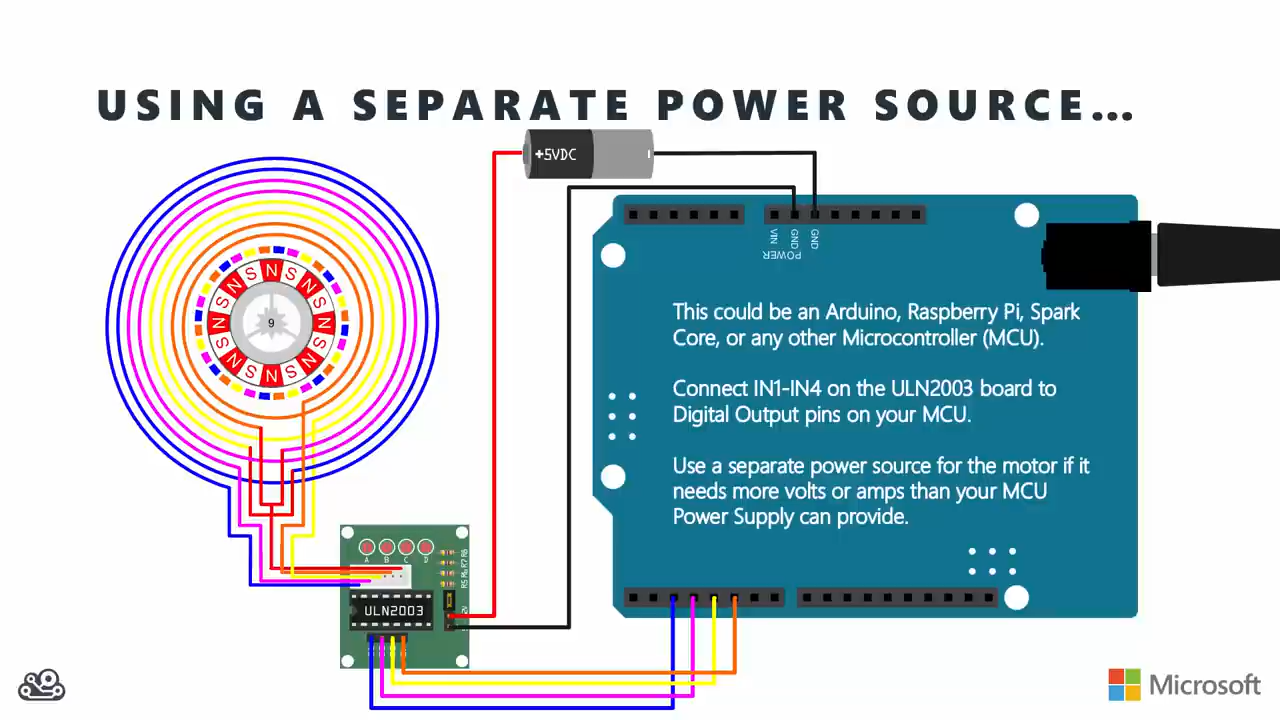 USING A SEPARATE POWER SOURCE...
+5VDC
VIN
GND
GND
POWER
This could be an Arduino, Raspberry Pi, Spark
Core, or any other Microcontroller (MCU).
Connect IN1-IN4 on the ULN2003 board to
Digital Output pins on your MCU.
Use a separate power source for the motor if it
needs more volts or amps than your MCU
Power Supply can provide.
N S N S N S N S N S N S N S N S
9
A B C D
ULN2003
Microsoft